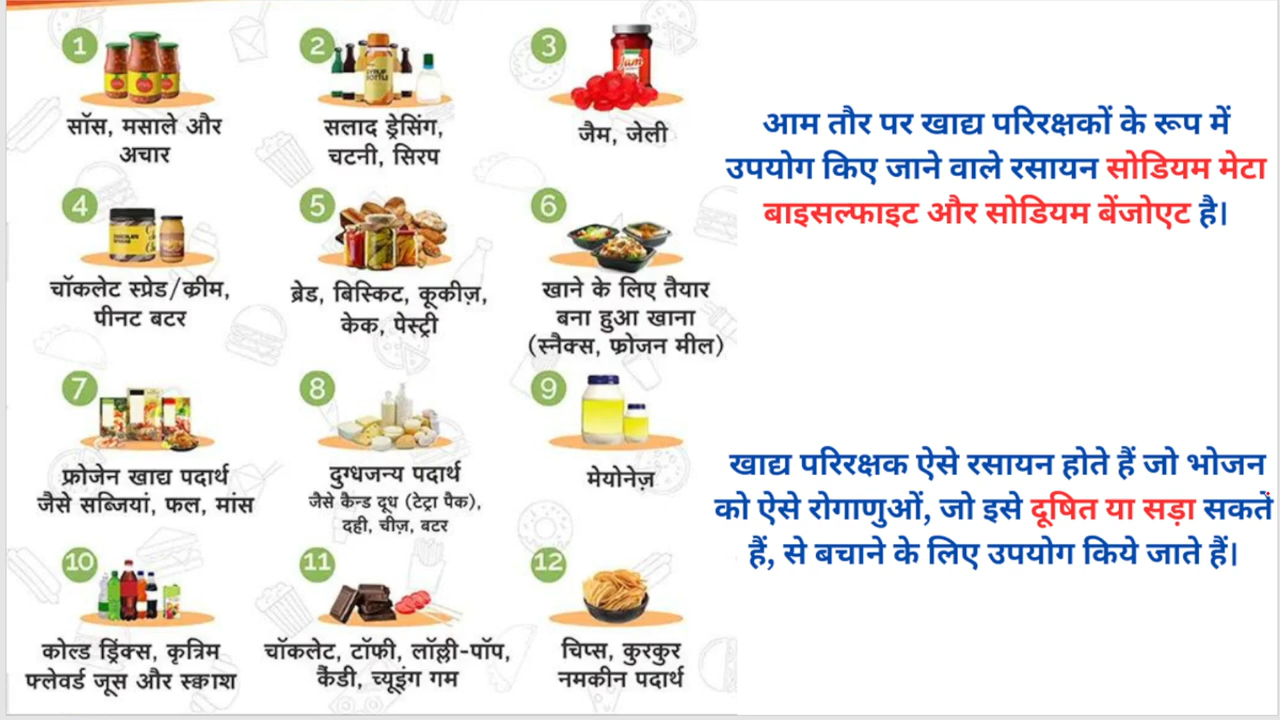 1
सॉस, मसाले और
अचार
2
SYRUP
BOTTLE
सलाद ड्रेसिंग,
चटनी, सिरप
3
Jam
जैम, जेली
4
चॉकलेट स्प्रेड/क्रीम,
पीनट बटर
5
ब्रेड, बिस्किट, कूकीज़,
केक, पेस्ट्री
6
खाने के लिए तैयार
बना हुआ खाना
(स्नैक्स, फ्रोजन मील)
7
फ्रोजेन खाद्य पदार्थ
जैसे सब्जियां, फल, मांस
8
दुग्धजन्य पदार्थ
जैसे कैन्ड दूध (टेट्रा पैक),
दही, चीज़, बटर
9
मेयोनेज़
10
कोल्ड ड्रिंक्स, कृत्रिम
फ्लेवर्ड जूस और स्क्वाश
11
चॉकलेट, टॉफी, लॉल्ली-पॉप,
कैंडी, च्यूइंग गम
12
चिप्स, कुरकुर
नमकीन पदार्थ
आम तौर पर खाद्य परिरक्षकों के रूप में
उपयोग किए जाने वाले रसायन सोडियम मेटा
बाइसल्फाइट और सोडियम बेंजोएट है।
खाद्य परिरक्षक ऐसे रसायन होते हैं जो भोजन
को ऐसे रोगाणुओं, जो इसे दूषित या सड़ा सकते
हैं, से बचाने के लिए उपयोग किये जाते हैं।